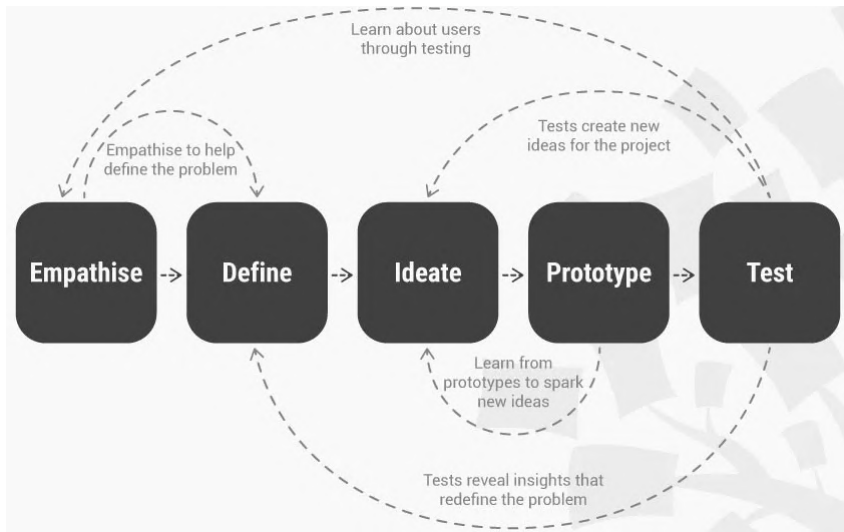 Learn about users
through testing
Tests create new
ideas for the project
Empathise to help
define the problem
Empathise
Define
Ideate
Prototype
Test
Learn from
prototypes to spark
new ideas
Tests reveal insights that
redefine the problem